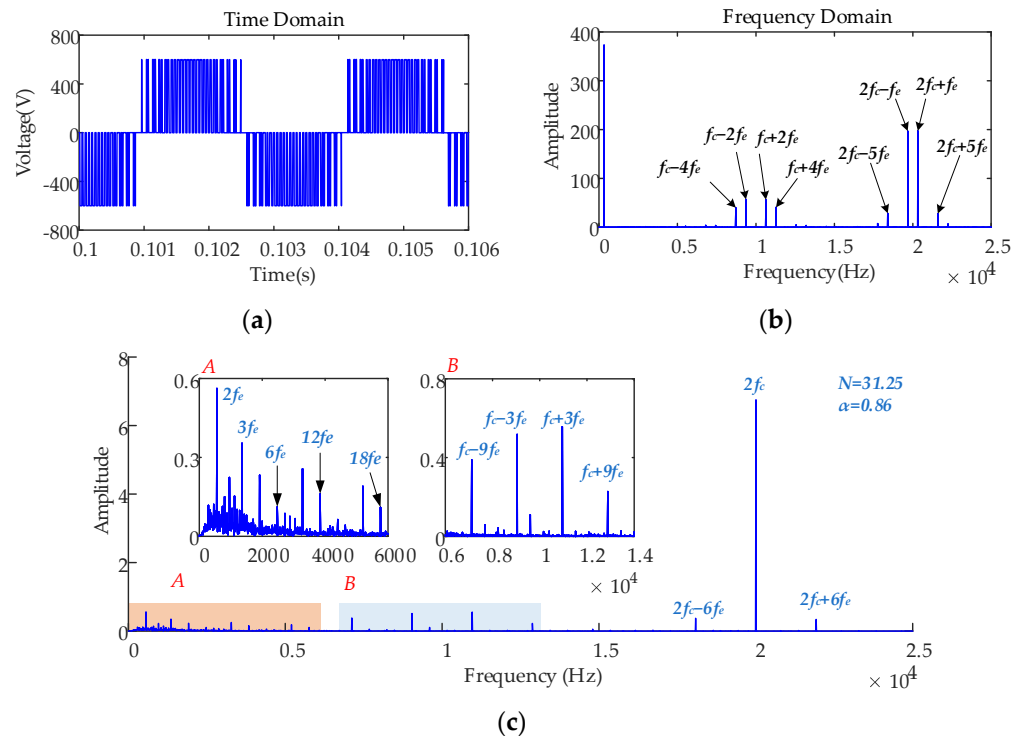 Time Domain
Voltage(V)
800
400
0
-400
-800
0.1 0.101 0.102 0.103 0.104 0.105 0.106
Time(s)
(a)
Frequency Domain
Amplitude
400
300
200
100
0
fc−4fe
fc−2fe
fc+2fe
fc+4fe
2fc−5fe
2fc−fe
2fc+fe
2fc+5fe
0 0.5 1 1.5 2 2.5
Frequency(Hz)
× 10⁴
(b)
Amplitude
8
6
4
2
0
A
0.6
0.3
0
2fe
3fe
6fe
12fe
18fe
0 2000 4000 6000
B
0.8
0.4
0
fc−9fe
fc−3fe
fc+3fe
fc+9fe
0.6 0.8 1 1.2 1.4
× 10⁴
2fc
N=31.25
α=0.86
A
B
2fc−6fe
2fc+6fe
0 0.5 1 1.5 2 2.5
Frequency (Hz)
× 10⁴
(c)